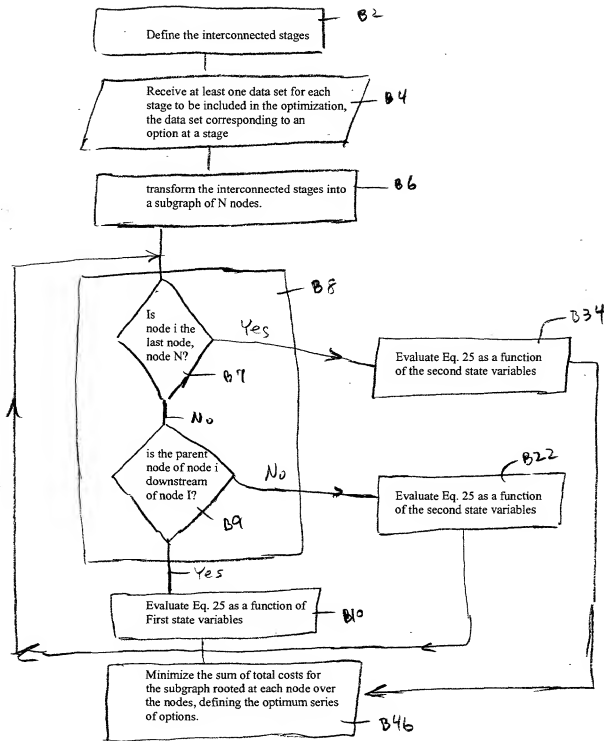 B2
Define the interconnected stages
Receive at least one data set for each
stage to be included in the optimization,
the data set corresponding to an
option at a stage
B4
transform the interconnected stages into
a subgraph of N nodes.
B6
B8
Is
node i the
last node,
node N?
Yes
B7
B34
Evaluate Eq. 25 as a function
of the second state variables
No
is the parent
node of node i
downstream
of node I?
No
B9
B22
Evaluate Eq. 25 as a function
of the second state variables
Yes
Evaluate Eq. 25 as a function of
First state variables
B10
Minimize the sum of total costs for
the subgraph rooted at each node over
the nodes, defining the optimum series
of options.
B46